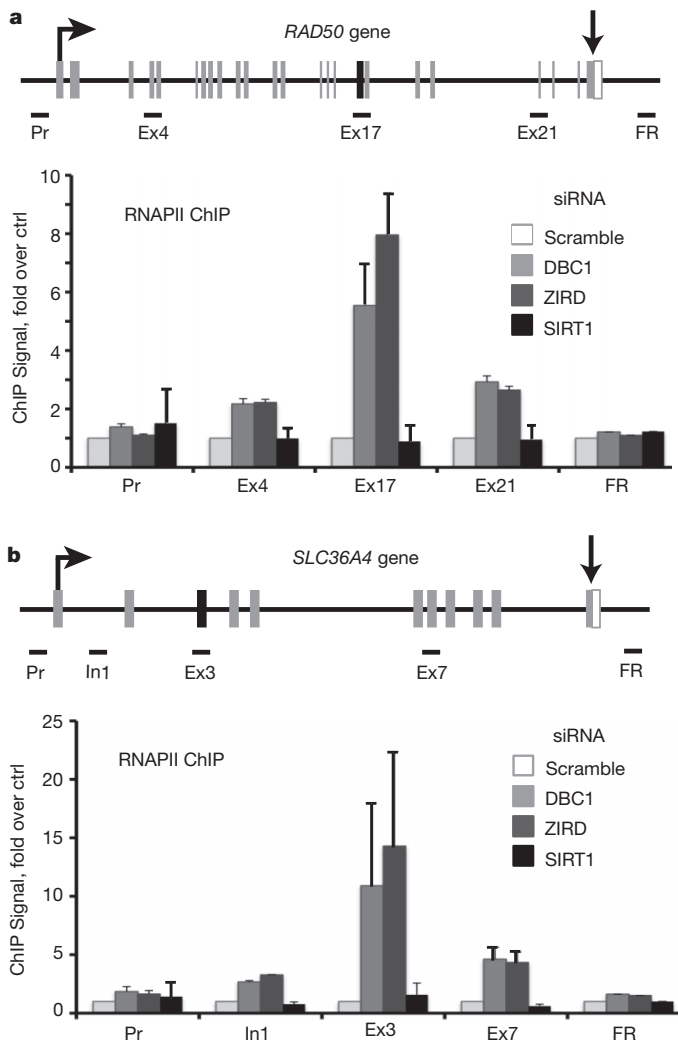 a
RAD50 gene
Pr Ex4 Ex17 Ex21 FR
10
8
6
4
2
0
ChIP Signal, fold over ctrl
RNAPII ChIP
siRNA
Scramble
DBC1
ZIRD
SIRT1
Pr Ex4 Ex17 Ex21 FR
b
SLC36A4 gene
Pr In1 Ex3 Ex7 FR
25
20
15
10
5
0
ChIP Signal, fold over ctrl
RNAPII ChIP
siRNA
Scramble
DBC1
ZIRD
SIRT1
Pr In1 Ex3 Ex7 FR